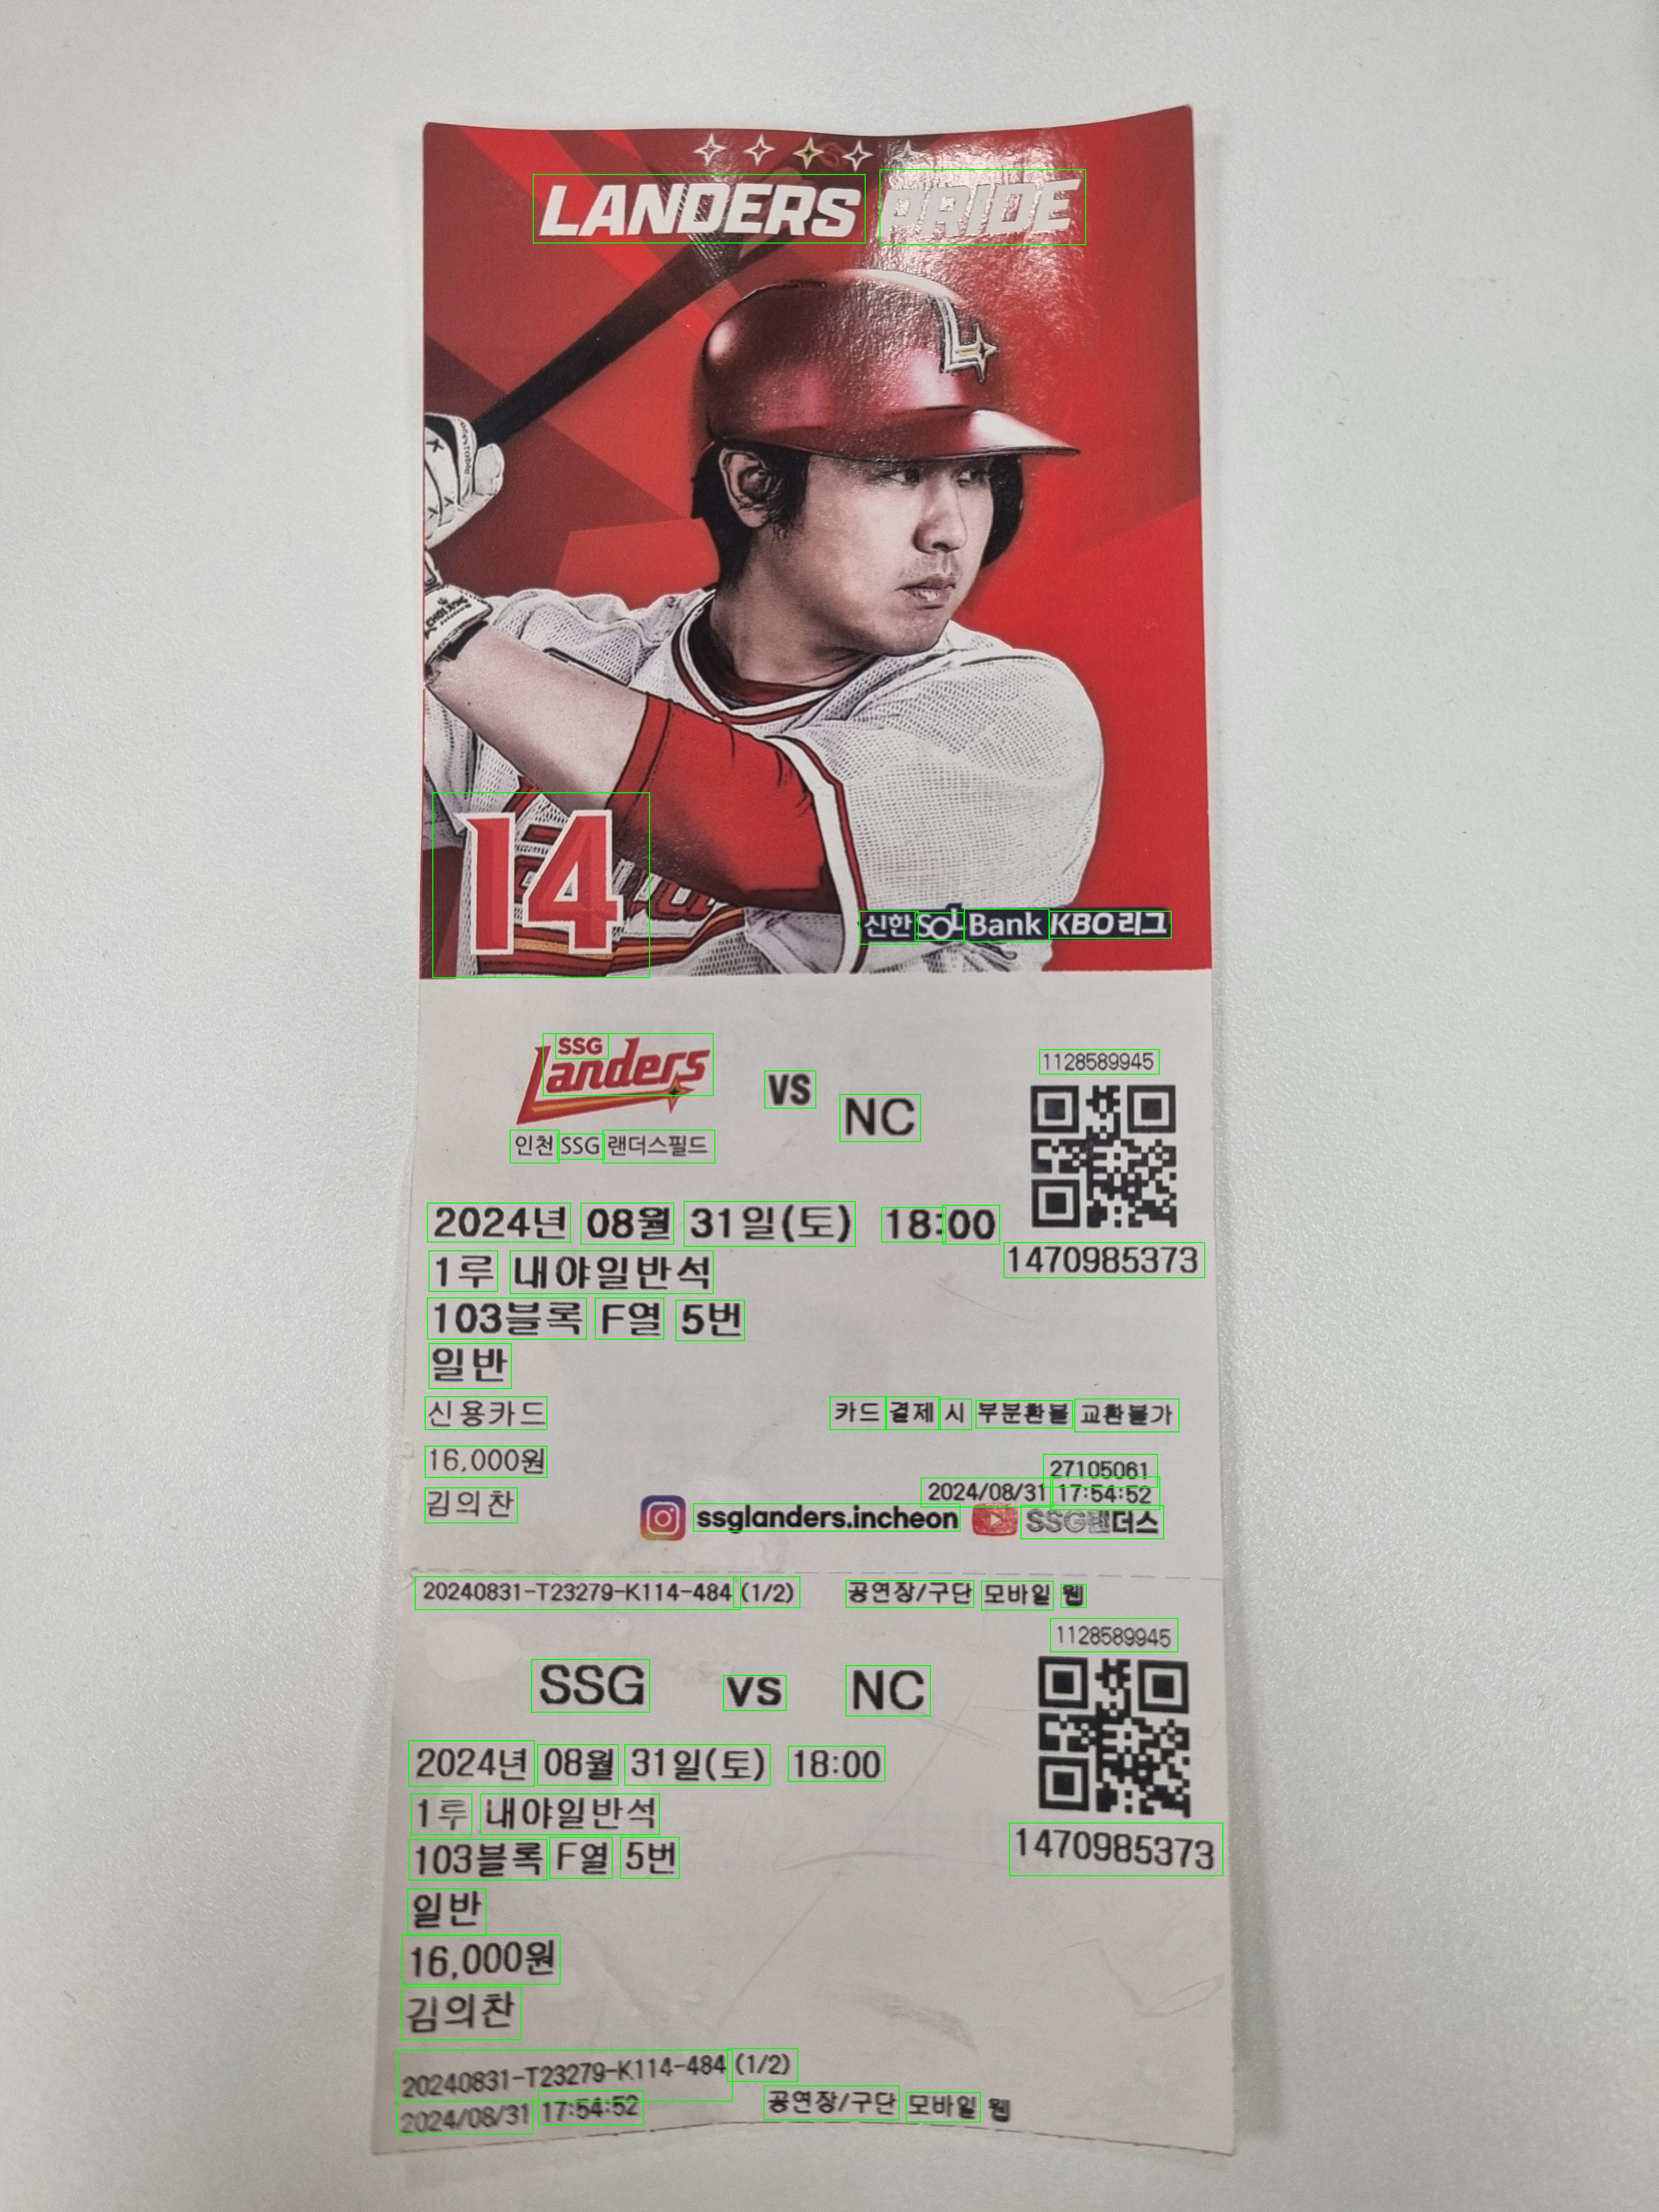 LANDERS PRIDE
14
신한 SOL Bank KBO 리그
SSG
Landers
VS
NC
1128589945
인천 SSG 랜더스필드
2024년 08월 31일(토) 18:00
1470985373
1루 내야일반석
103블록 F열 5번
일반
신용카드
카드 결제 시 부분환불 교환불가
16,000원
27105061
2024/08/31 17:54:52
김의찬
ssglanders.incheon
SSG랜더스
20240831-T23279-K114-484 (1/2) 공연장/구단 모바일 웹
1128589945
SSG vs NC
2024년 08월 31일(토) 18:00
1루 내야일반석
1470985373
103블록 F열 5번
일반
16,000원
김의찬
20240831-T23279-K114-484 (1/2)
2024/08/31 17:54:52 공연장/구단 모바일 웹